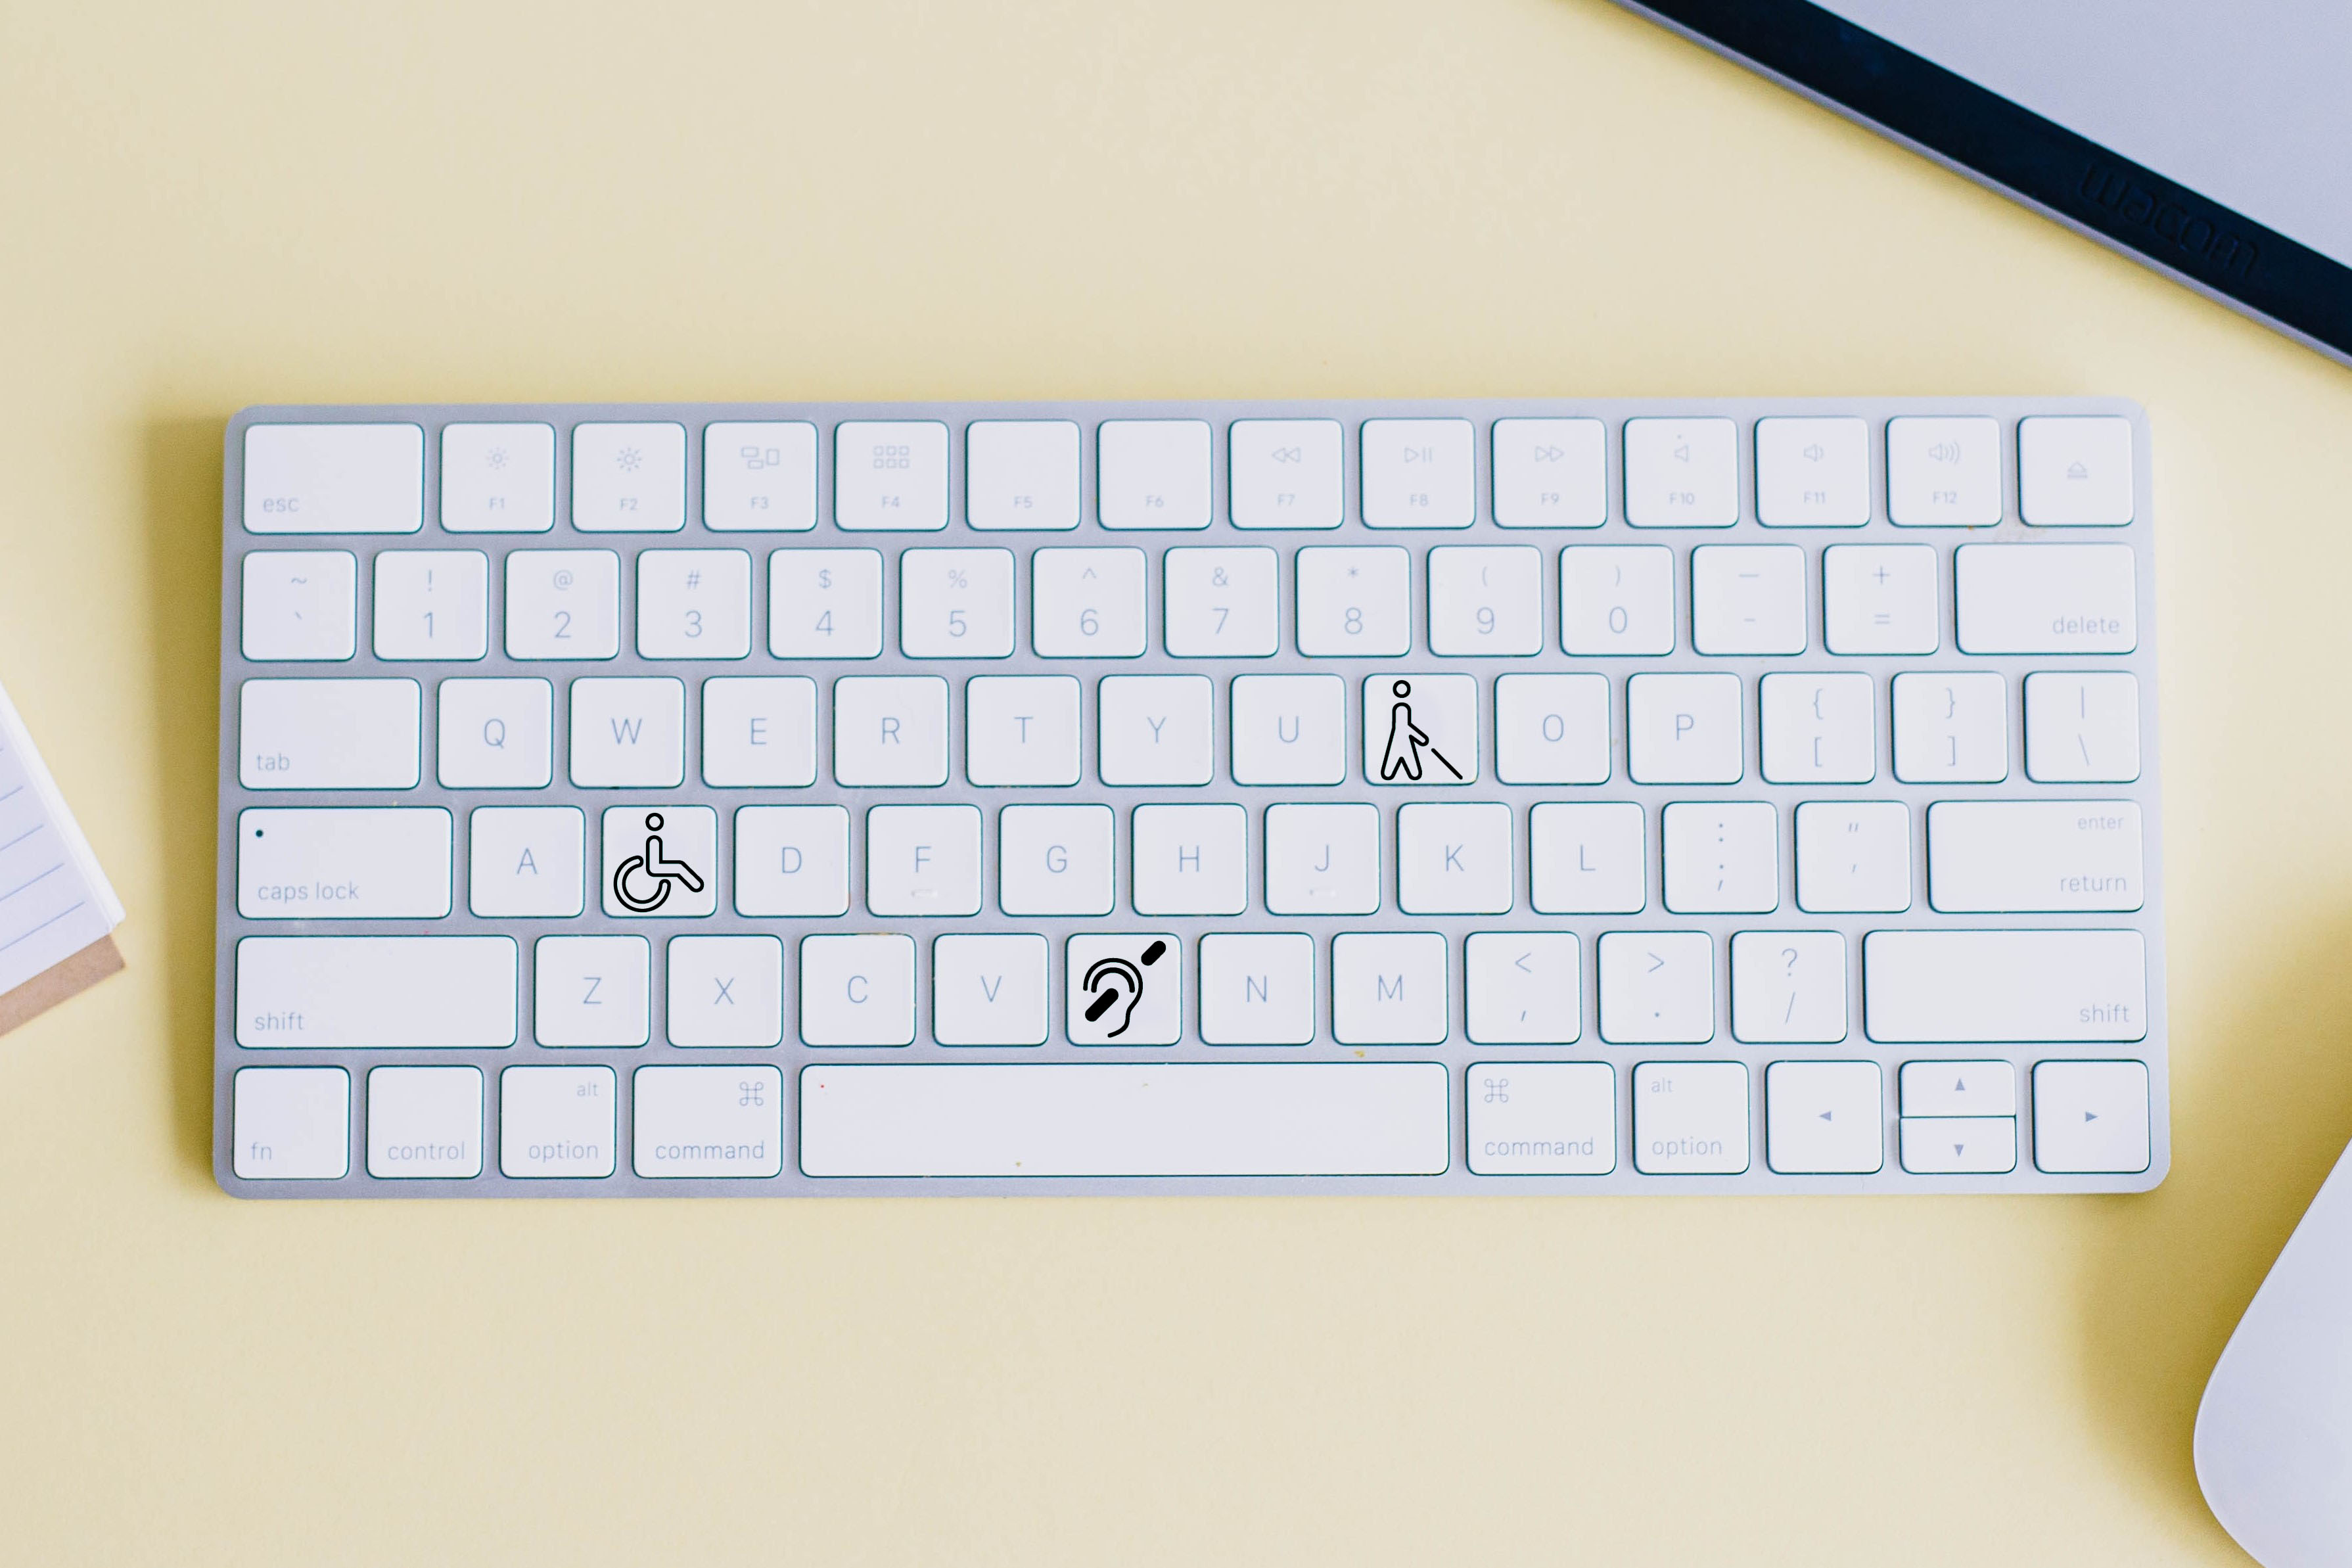 wacom
esc F1 F2 F3 F4 F5 F6 F7 F8 F9 F10 F11 F12
~ ! @ # $ % ^ & * ( ) — +
` 1 2 3 4 5 6 7 8 9 0 - = delete
tab Q W E R T Y U O P { [ } ] | \
caps lock A D F G H J K L : ; " ' enter return
shift Z X C V N M < , > . ? / shift
fn control alt option ⌘ command ⌘ command alt option ◀ ▲ ▼ ▶